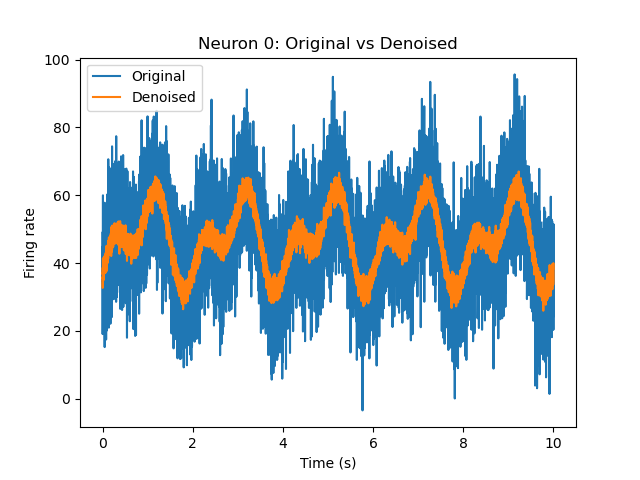 Neuron 0: Original vs Denoised
Original
Denoised
100
80
60
40
20
0
Firing rate
0 2 4 6 8 10
Time (s)